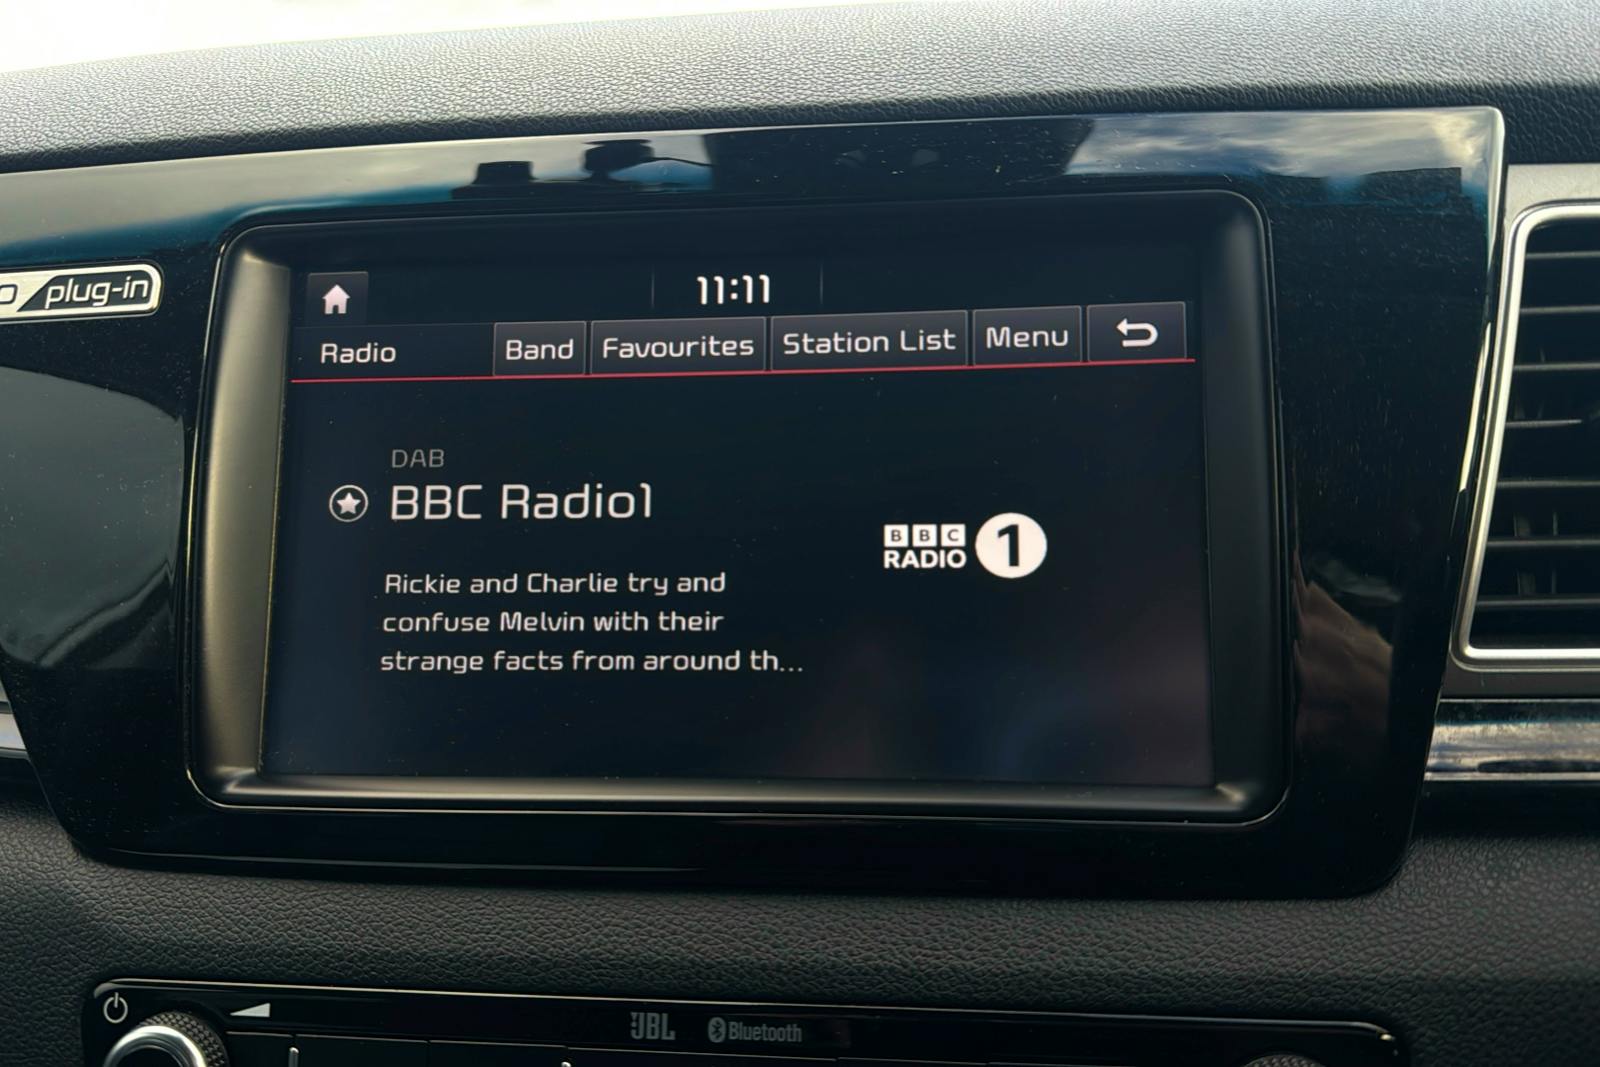 plug-in
11:11
Radio
Band
Favourites
Station List
Menu
DAB
BBC Radio1
Rickie and Charlie try and
confuse Melvin with their
strange facts from around th...
BBC
RADIO 1
JBL
Bluetooth